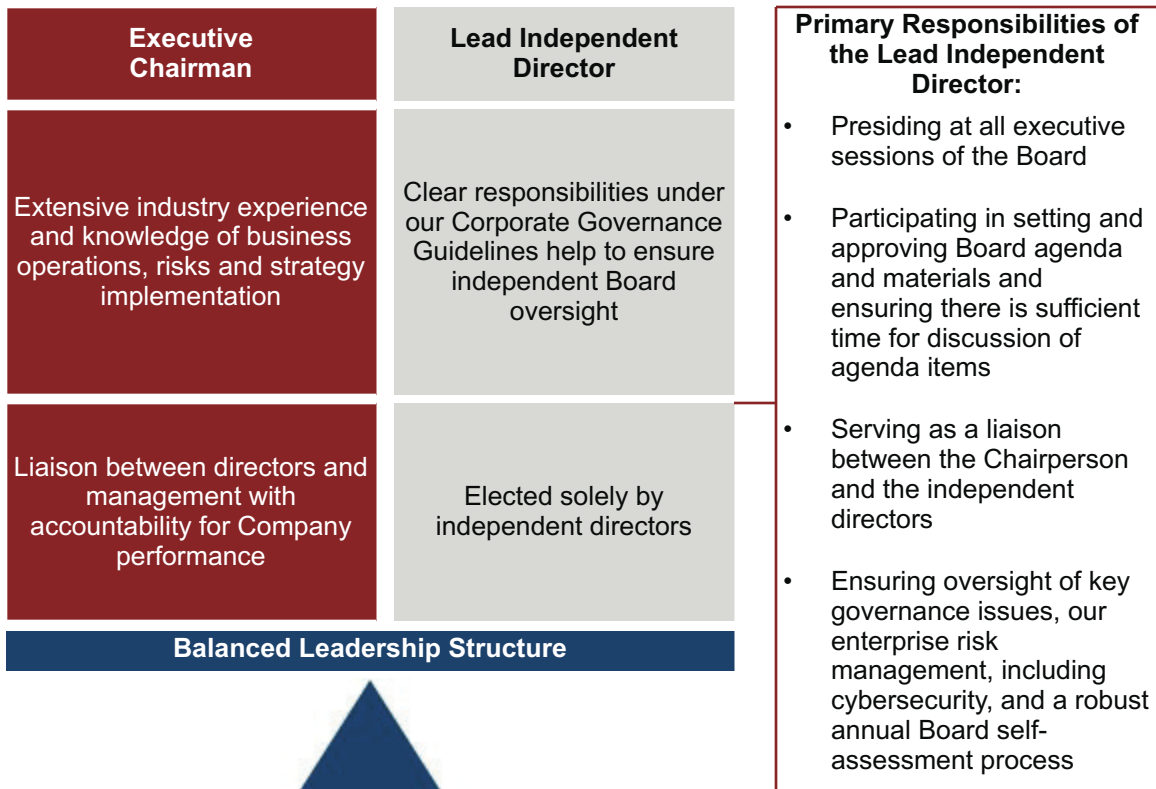 Executive
Chairman
Lead Independent
Director
Extensive industry experience
and knowledge of business
operations, risks and strategy
implementation
Clear responsibilities under
our Corporate Governance
Guidelines help to ensure
independent Board
oversight
Liaison between directors and
management with
accountability for Company
performance
Elected solely by
independent directors
Balanced Leadership Structure
Primary Responsibilities of
the Lead Independent
Director:
• Presiding at all executive
sessions of the Board
• Participating in setting and
approving Board agenda
and materials and
ensuring there is sufficient
time for discussion of
agenda items
• Serving as a liaison
between the Chairperson
and the independent
directors
• Ensuring oversight of key
governance issues, our
enterprise risk
management, including
cybersecurity, and a robust
annual Board self-
assessment process